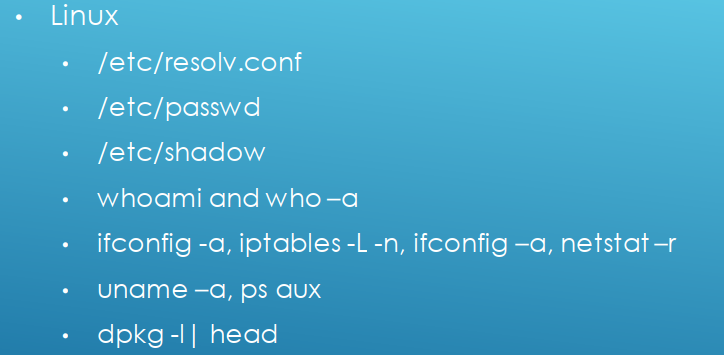 • Linux
• /etc/resolv.conf
• /etc/passwd
• /etc/shadow
• whoami and who –a
• ifconfig -a, iptables -L -n, ifconfig –a, netstat –r
• uname –a, ps aux
• dpkg -l| head